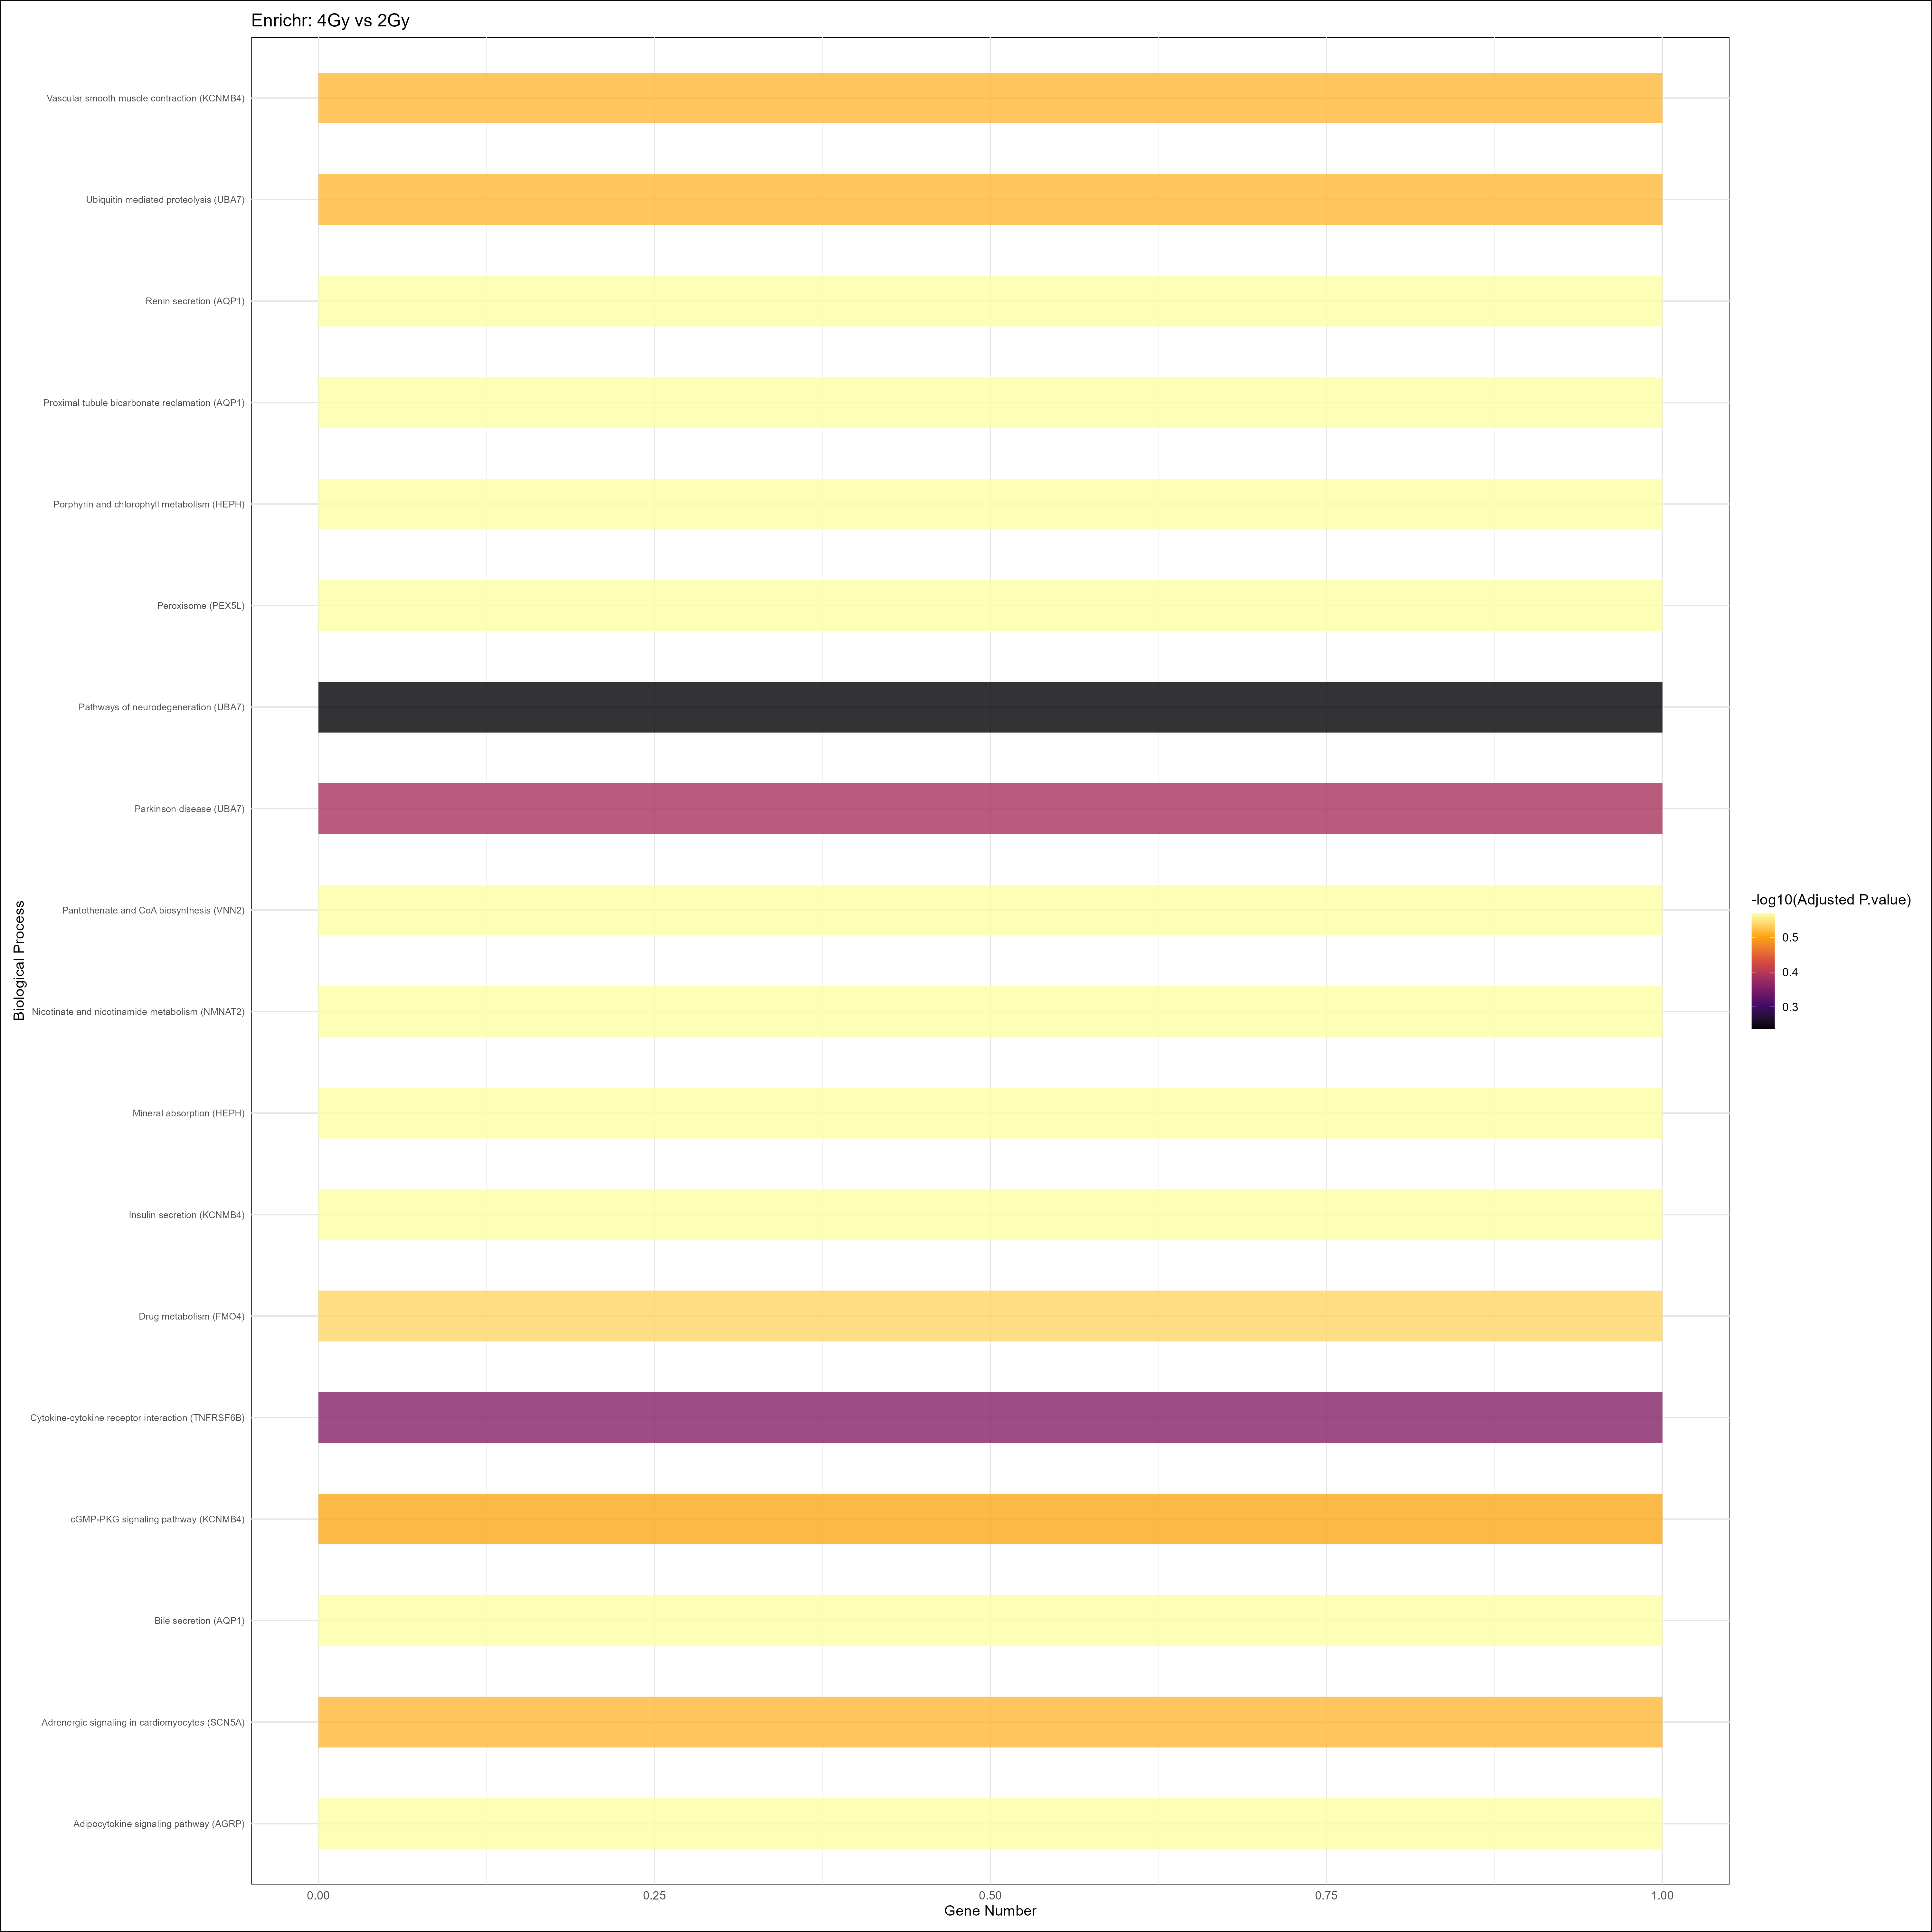 Enrichr: 4Gy vs 2Gy
Vascular smooth muscle contraction (KCNMB4)
Ubiquitin mediated proteolysis (UBA7)
Renin secretion (AQP1)
Proximal tubule bicarbonate reclamation (AQP1)
Porphyrin and chlorophyll metabolism (HEPH)
Peroxisome (PEX5L)
Pathways of neurodegeneration (UBA7)
Parkinson disease (UBA7)
Pantothenate and CoA biosynthesis (VNN2)
Nicotinate and nicotinamide metabolism (NMNAT2)
Mineral absorption (HEPH)
Insulin secretion (KCNMB4)
Drug metabolism (FMO4)
Cytokine-cytokine receptor interaction (TNFRSF6B)
cGMP-PKG signaling pathway (KCNMB4)
Bile secretion (AQP1)
Adrenergic signaling in cardiomyocytes (SCN5A)
Adipocytokine signaling pathway (AGRP)
Biological Process
0.00 0.25 0.50 0.75 1.00
Gene Number
-log10(Adjusted P.value)
0.5
0.4
0.3